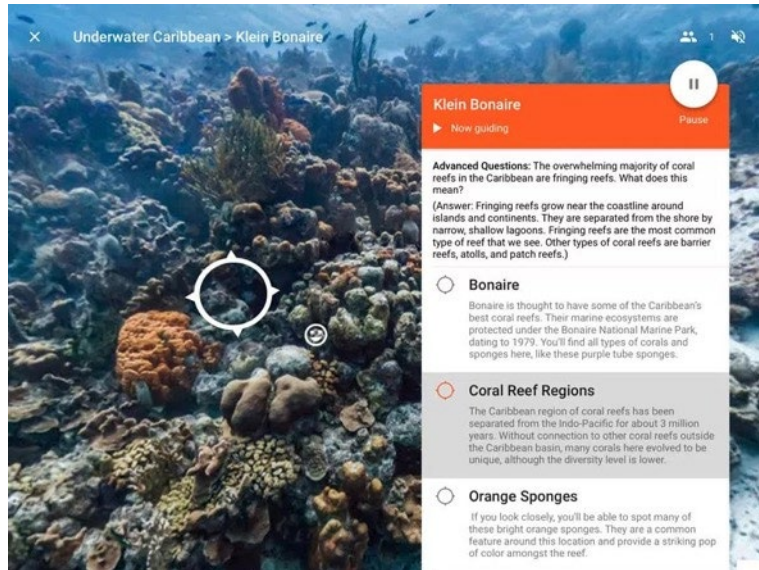 Underwater Caribbean > Klein Bonaire
1
Klein Bonaire
Now guiding
Pause
Advanced Questions: The overwhelming majority of coral
reefs in the Caribbean are fringing reefs. What does this
mean?
(Answer: Fringing reefs grow near the coastline around
islands and continents. They are separated from the shore by
narrow, shallow lagoons. Fringing reefs are the most common
type of reef that we see. Other types of coral reefs are barrier
reefs, atolls, and patch reefs.)
Bonaire
Bonaire is thought to have some of the Caribbean's
best coral reefs. Their marine ecosystems are
protected under the Bonaire National Marine Park,
dating to 1979. You'll find all types of corals and
sponges here, like these purple tube sponges.
Coral Reef Regions
The Caribbean region of coral reefs has been
separated from the Indo-Pacific for about 3 million
years. Without connection to other coral reefs outside
the Caribbean basin, many corals here evolved to be
unique, although the diversity level is lower.
Orange Sponges
If you look closely, you'll be able to spot many of
these bright orange sponges. They are a common
feature around this location and provide a striking pop
of color amongst the reef.